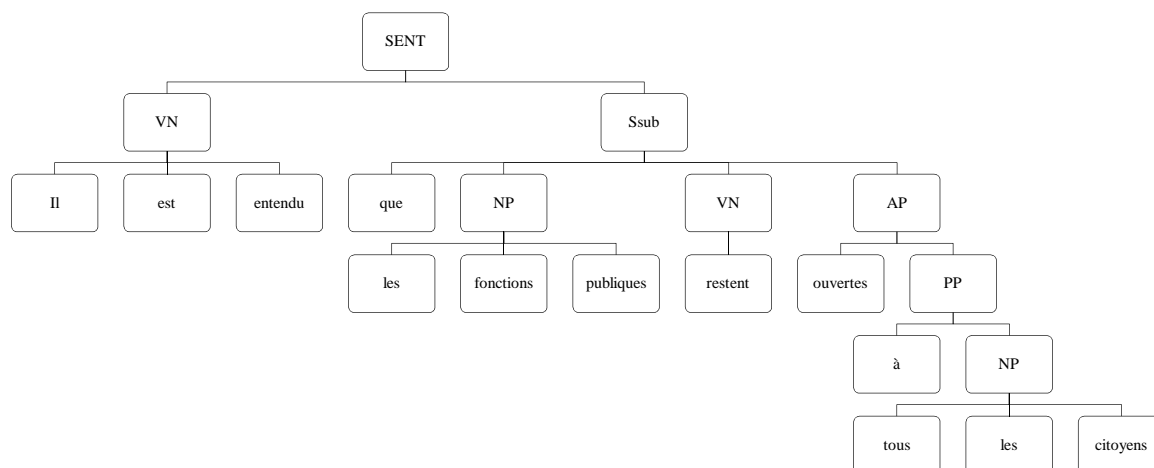 SENT
VN Ssub
Il est entendu que NP VN AP
les fonctions publiques restent ouvertes PP
à NP
tous les citoyens